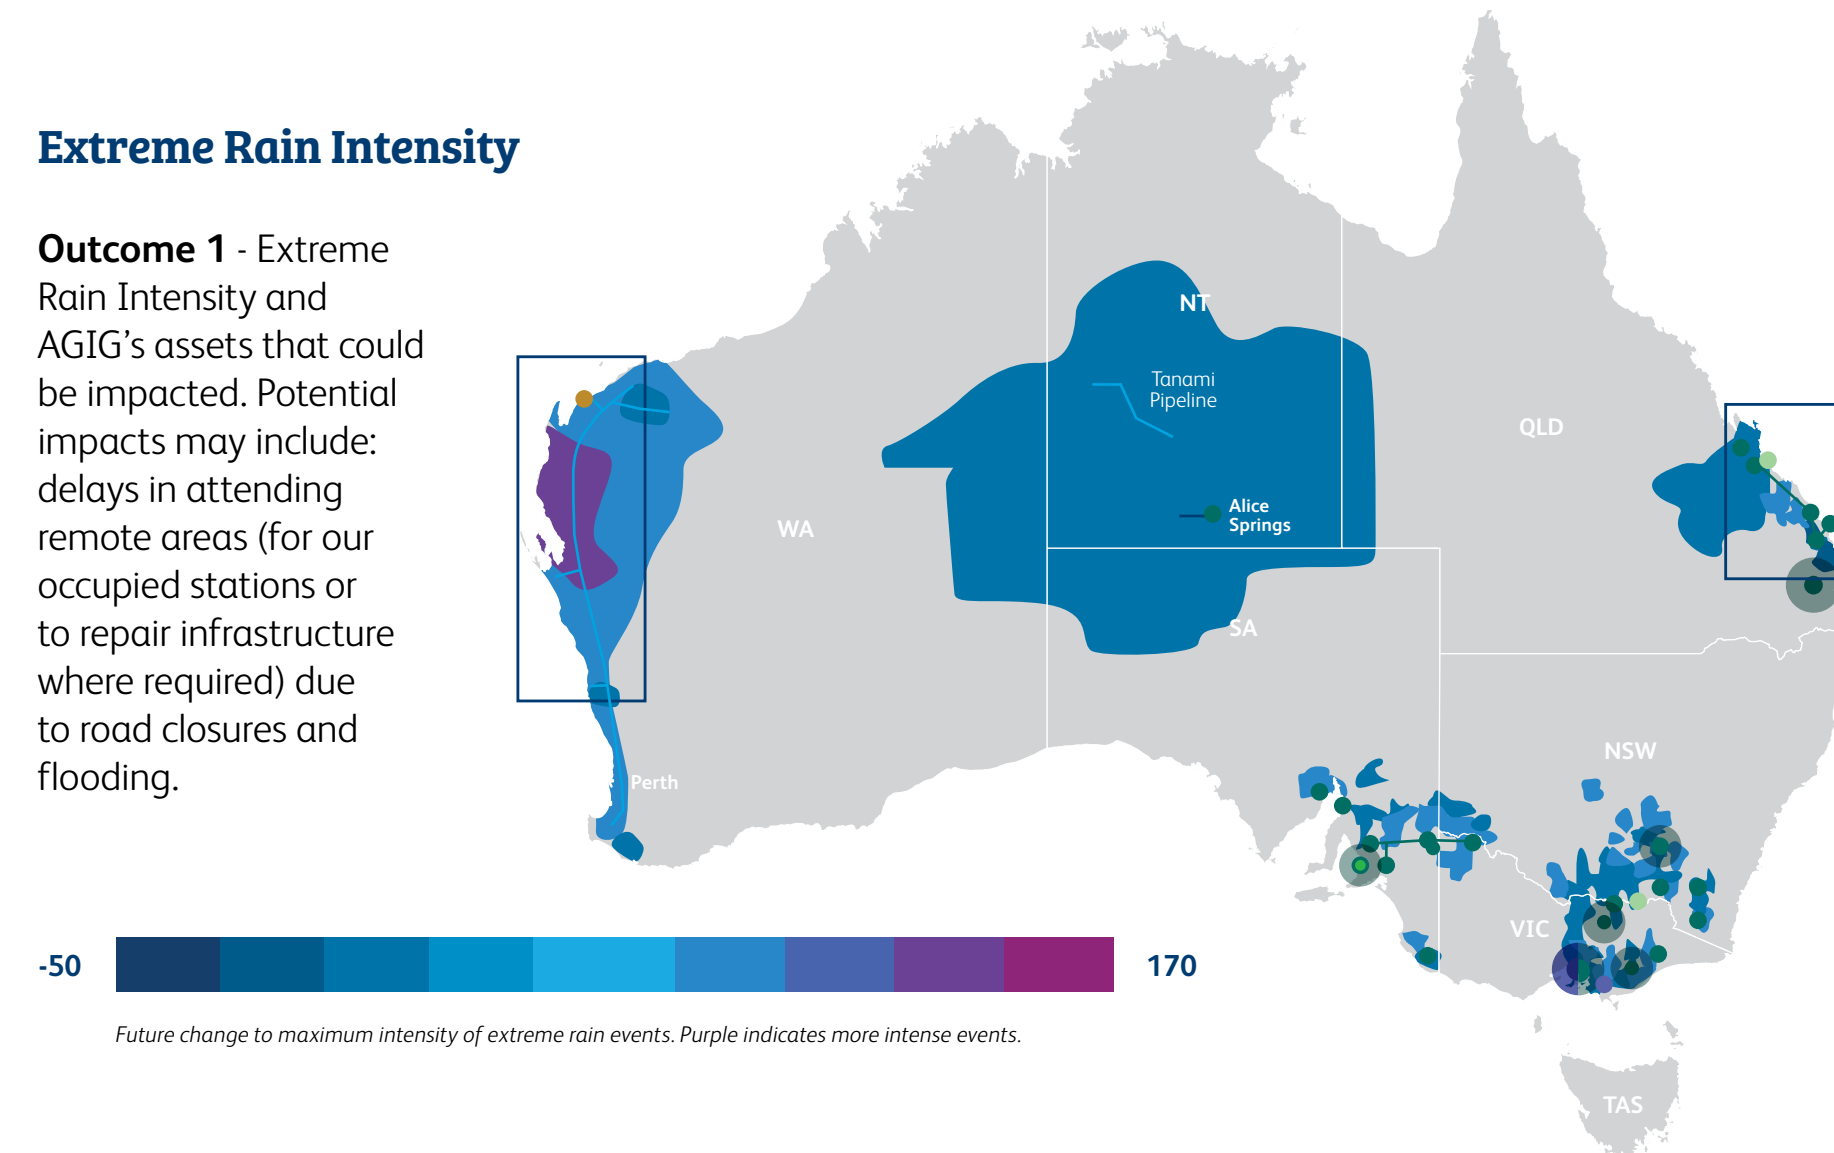 Extreme Rain Intensity
Outcome 1 - Extreme
Rain Intensity and
AGIG’s assets that could
be impacted. Potential
impacts may include:
delays in attending
remote areas (for our
occupied stations or
to repair infrastructure
where required) due
to road closures and
flooding.
NT
Tanami
Pipeline
QLD
WA
Alice
Springs
SA
NSW
Perth
VIC
TAS
-50
170
Future change to maximum intensity of extreme rain events. Purple indicates more intense events.